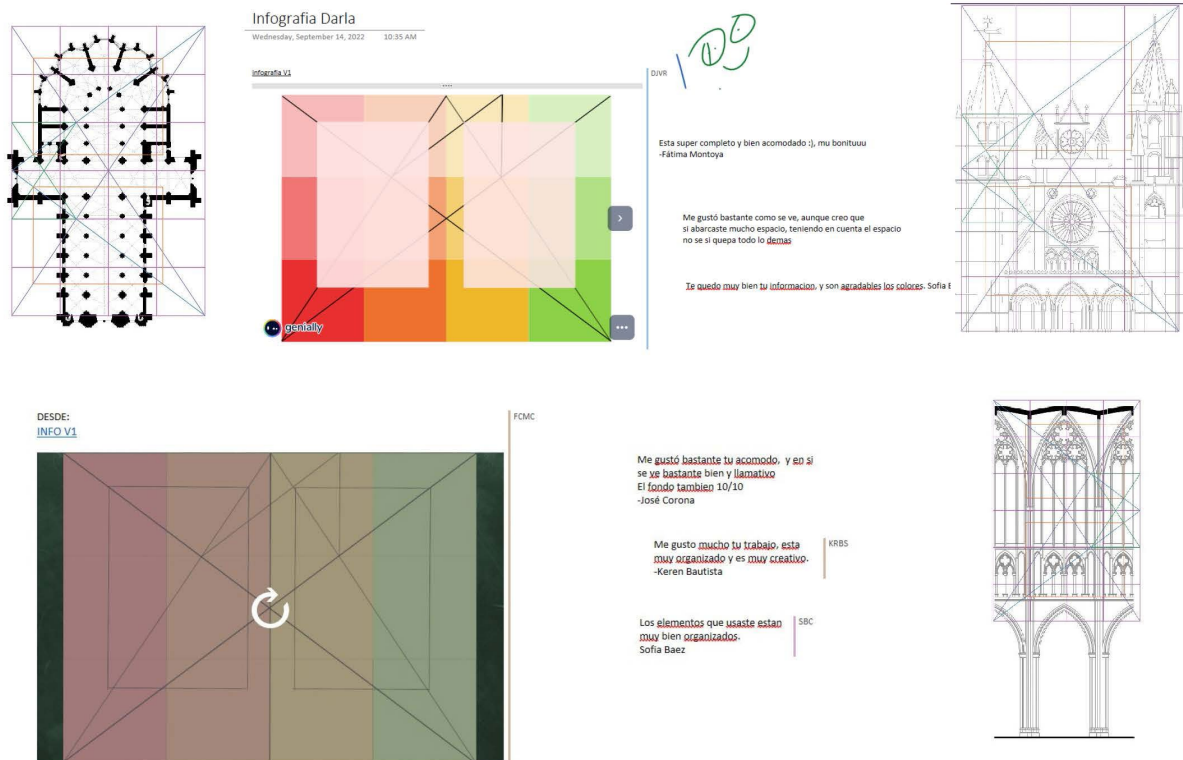 Infografia Darla
Wednesday, September 14, 2022 10:35 AM
Infografia V1
DJVR
Esta super completo y bien acomodado :), mu bonituuu
-Fátima Montoya
Me gustó bastante como se ve, aunque creo que
si abarcaste mucho espacio, teniendo en cuenta el espacio
no se si quepa todo lo demas
Te quedo muy bien tu informacion, y son agradables los colores. Sofia
genially
DESDE:
INFO V1
FCMC
Me gustó bastante tu acomodo, y en si
se ve bastante bien y llamativo
El fondo tambien 10/10
-José Corona
Me gusto mucho tu trabajo, esta
muy organizado y es muy creativo.
-Keren Bautista
KRBS
Los elementos que usaste estan
muy bien organizados.
Sofia Baez
SBC